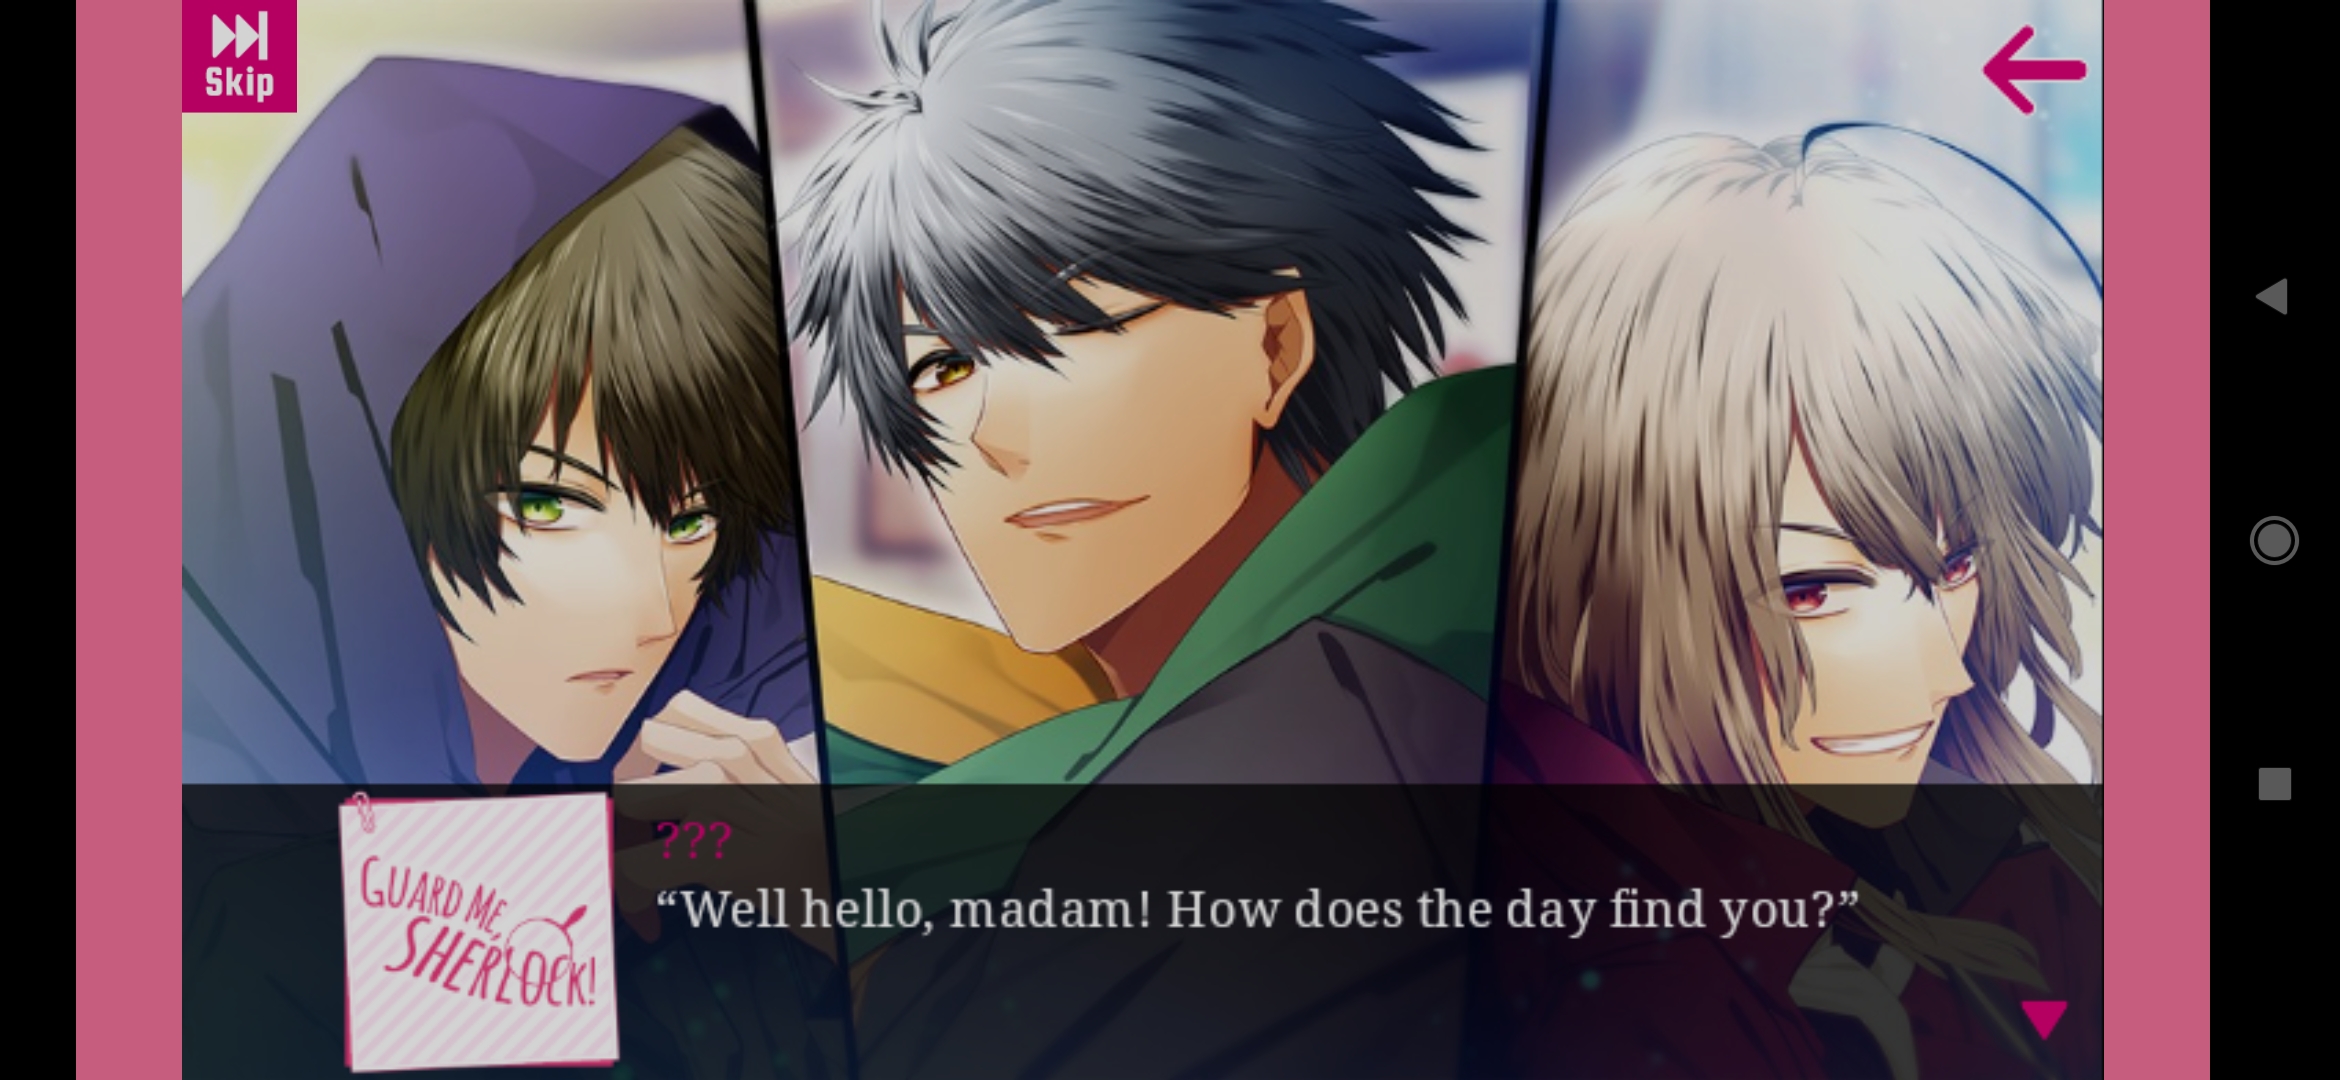 Skip
???
“Well hello, madam! How does the day find you?”
GUARD ME,
SHERLOCK!